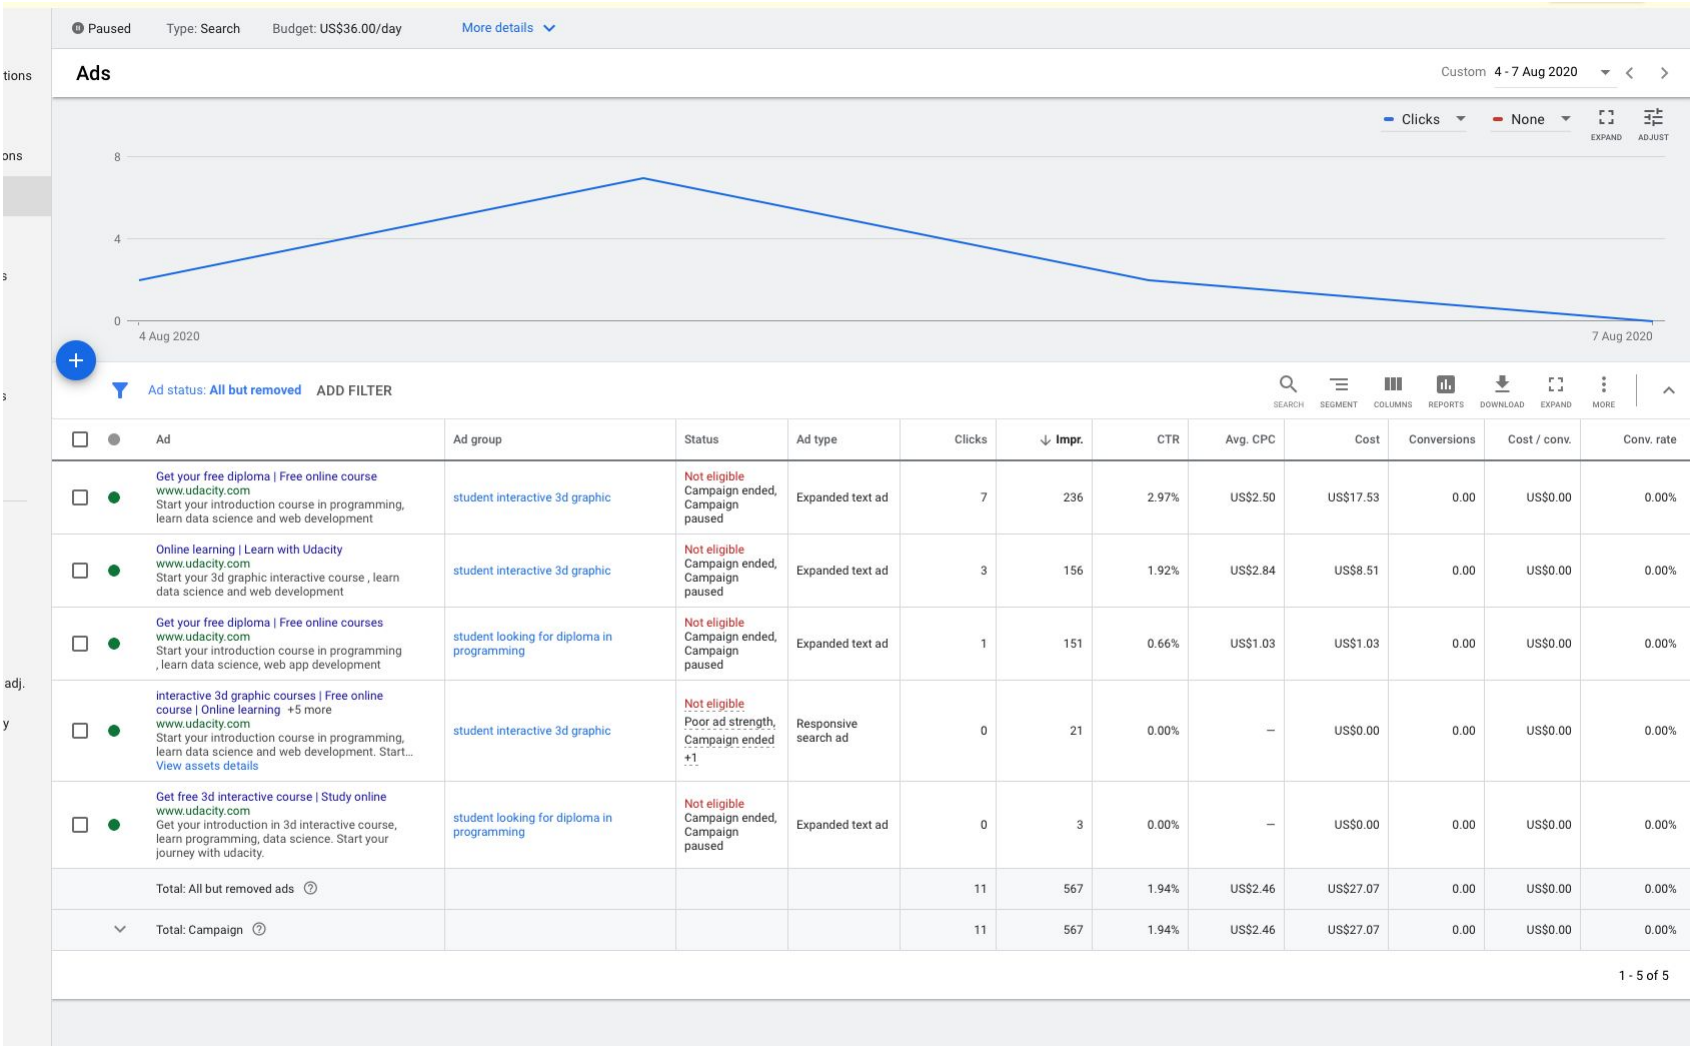 Paused Type: Search Budget: US$36.00/day More details
tions
Ads Custom 4 - 7 Aug 2020
Clicks None
EXPAND ADJUST
ons
8
4
s
0
4 Aug 2020 7 Aug 2020
+
Ad status: All but removed ADD FILTER
SEARCH SEGMENT COLUMNS REPORTS DOWNLOAD EXPAND MORE
s
Ad Ad group Status Ad type Clicks Impr. CTR Avg. CPC Cost Conversions Cost / conv. Conv. rate
Get your free diploma | Free online course
www.udacity.com
Start your introduction course in programming,
learn data science and web development
student interactive 3d graphic
Not eligible
Campaign ended,
Campaign
paused
Expanded text ad 7 236 2.97% US$2.50 US$17.53 0.00 US$0.00 0.00%
Online learning | Learn with Udacity
www.udacity.com
Start your 3d graphic interactive course , learn
data science and web development
student interactive 3d graphic
Not eligible
Campaign ended,
Campaign
paused
Expanded text ad 3 156 1.92% US$2.84 US$8.51 0.00 US$0.00 0.00%
Get your free diploma | Free online courses
www.udacity.com
Start your introduction course in programming
, learn data science, web app development
student looking for diploma in
programming
Not eligible
Campaign ended,
Campaign
paused
Expanded text ad 1 151 0.66% US$1.03 US$1.03 0.00 US$0.00 0.00%
adj.
interactive 3d graphic courses | Free online
course | Online learning +5 more
www.udacity.com
Start your introduction course in programming,
learn data science and web development. Start...
View assets details
y
student interactive 3d graphic
Not eligible
Poor ad strength,
Campaign ended
+1
Responsive
search ad
0 21 0.00% — US$0.00 0.00 US$0.00 0.00%
Get free 3d interactive course | Study online
www.udacity.com
Get your introduction in 3d interactive course,
learn programming, data science. Start your
journey with udacity.
student looking for diploma in
programming
Not eligible
Campaign ended,
Campaign
paused
Expanded text ad 0 3 0.00% — US$0.00 0.00 US$0.00 0.00%
Total: All but removed ads 11 567 1.94% US$2.46 US$27.07 0.00 US$0.00 0.00%
Total: Campaign 11 567 1.94% US$2.46 US$27.07 0.00 US$0.00 0.00%
1 - 5 of 5